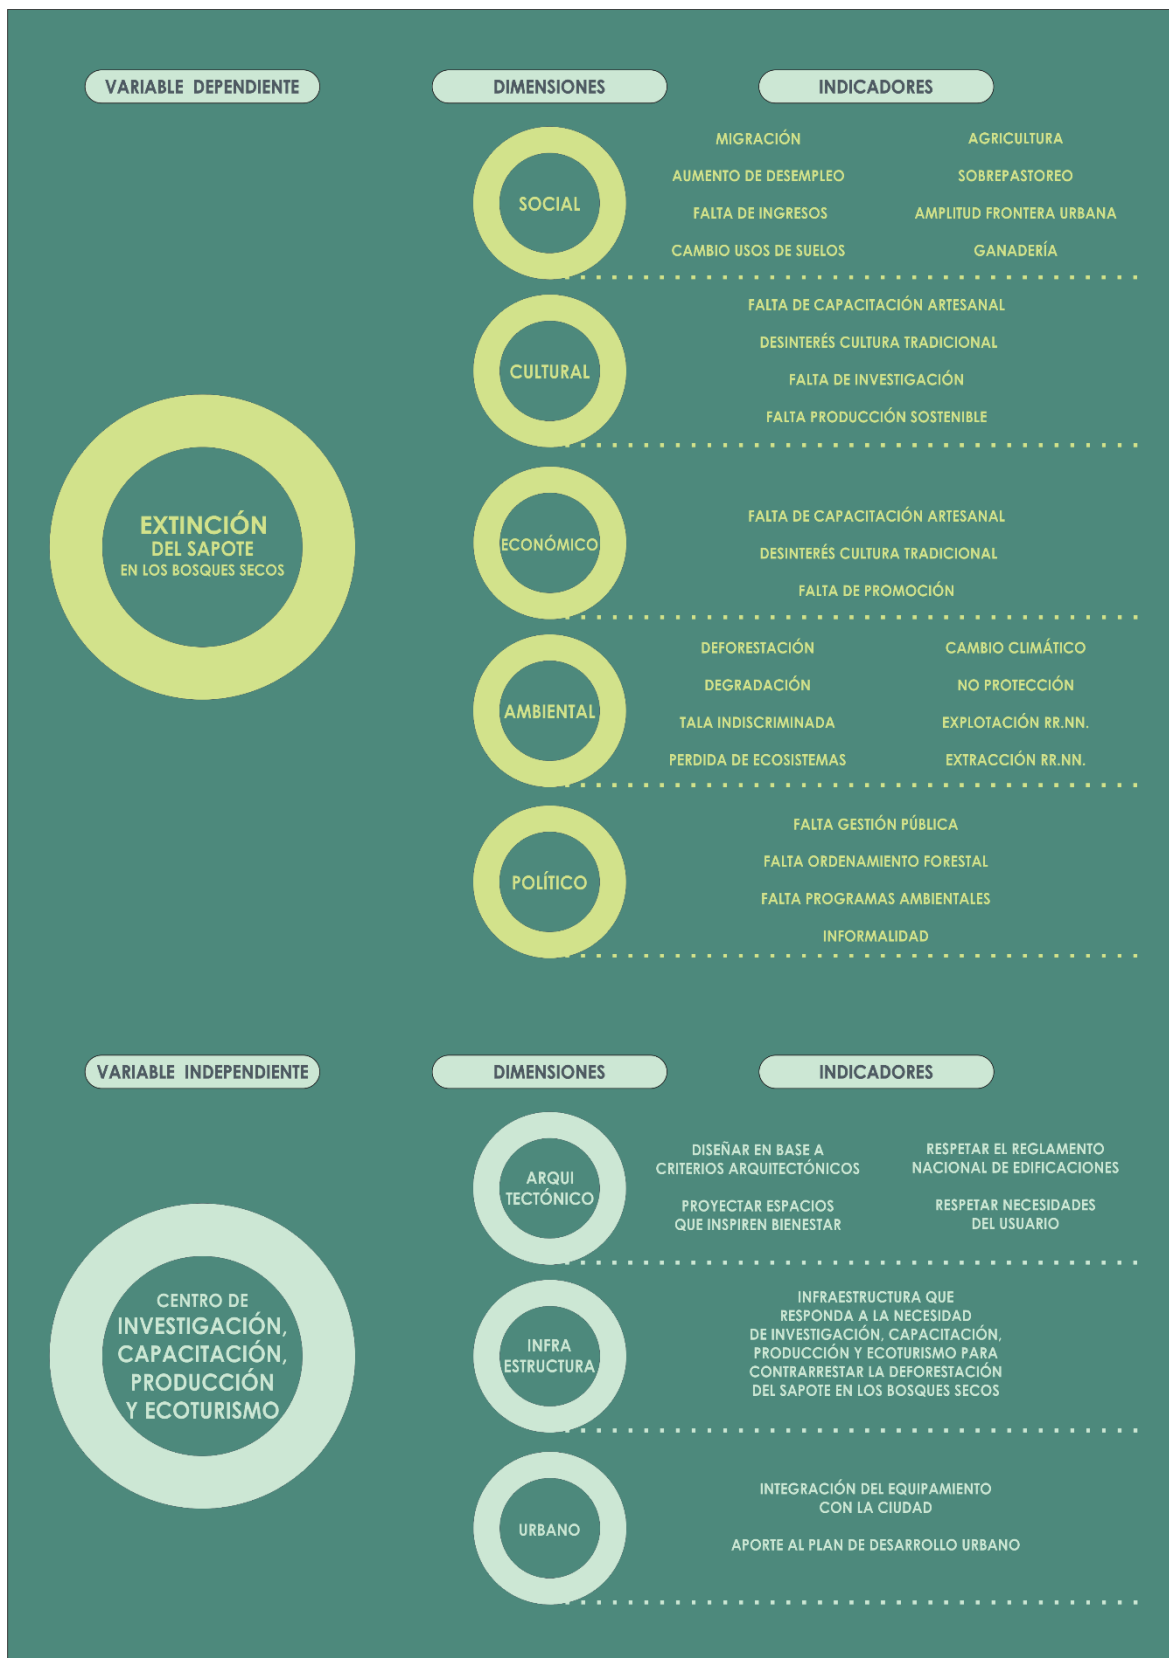 VARIABLE DEPENDIENTE
DIMENSIONES
INDICADORES
EXTINCIÓN
DEL SAPOTE
EN LOS BOSQUES SECOS
SOCIAL
MIGRACIÓN
AGRICULTURA
AUMENTO DE DESEMPLEO
SOBREPASTOREO
FALTA DE INGRESOS
AMPLITUD FRONTERA URBANA
CAMBIO USOS DE SUELOS
GANADERÍA
CULTURAL
FALTA DE CAPACITACIÓN ARTESANAL
DESINTERÉS CULTURA TRADICIONAL
FALTA DE INVESTIGACIÓN
FALTA PRODUCCIÓN SOSTENIBLE
ECONÓMICO
FALTA DE CAPACITACIÓN ARTESANAL
DESINTERÉS CULTURA TRADICIONAL
FALTA DE PROMOCIÓN
AMBIENTAL
DEFORESTACIÓN
CAMBIO CLIMÁTICO
DEGRADACIÓN
NO PROTECCIÓN
TALA INDISCRIMINADA
EXPLOTACIÓN RR.NN.
PERDIDA DE ECOSISTEMAS
EXTRACCIÓN RR.NN.
POLÍTICO
FALTA GESTIÓN PÚBLICA
FALTA ORDENAMIENTO FORESTAL
FALTA PROGRAMAS AMBIENTALES
INFORMALIDAD
VARIABLE INDEPENDIENTE
DIMENSIONES
INDICADORES
CENTRO DE
INVESTIGACIÓN,
CAPACITACIÓN,
PRODUCCIÓN
Y ECOTURISMO
ARQUI
TECTÓNICO
DISEÑAR EN BASE A
CRITERIOS ARQUITECTÓNICOS
RESPETAR EL REGLAMENTO
NACIONAL DE EDIFICACIONES
PROYECTAR ESPACIOS
QUE INSPIREN BIENESTAR
RESPETAR NECESIDADES
DEL USUARIO
INFRA
ESTRUCTURA
INFRAESTRUCTURA QUE
RESPONDA A LA NECESIDAD
DE INVESTIGACIÓN, CAPACITACIÓN,
PRODUCCIÓN Y ECOTURISMO PARA
CONTRARRESTAR LA DEFORESTACIÓN
DEL SAPOTE EN LOS BOSQUES SECOS
URBANO
INTEGRACIÓN DEL EQUIPAMIENTO
CON LA CIUDAD
APORTE AL PLAN DE DESARROLLO URBANO